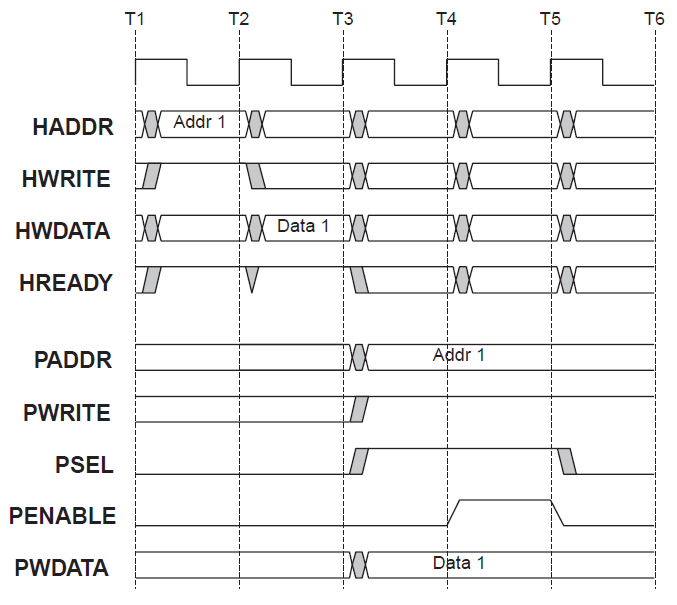 T1 T2 T3 T4 T5 T6
HADDR Addr 1
HWRITE
HWDATA Data 1
HREADY
PADDR Addr 1
PWRITE
PSEL
PENABLE
PWDATA Data 1